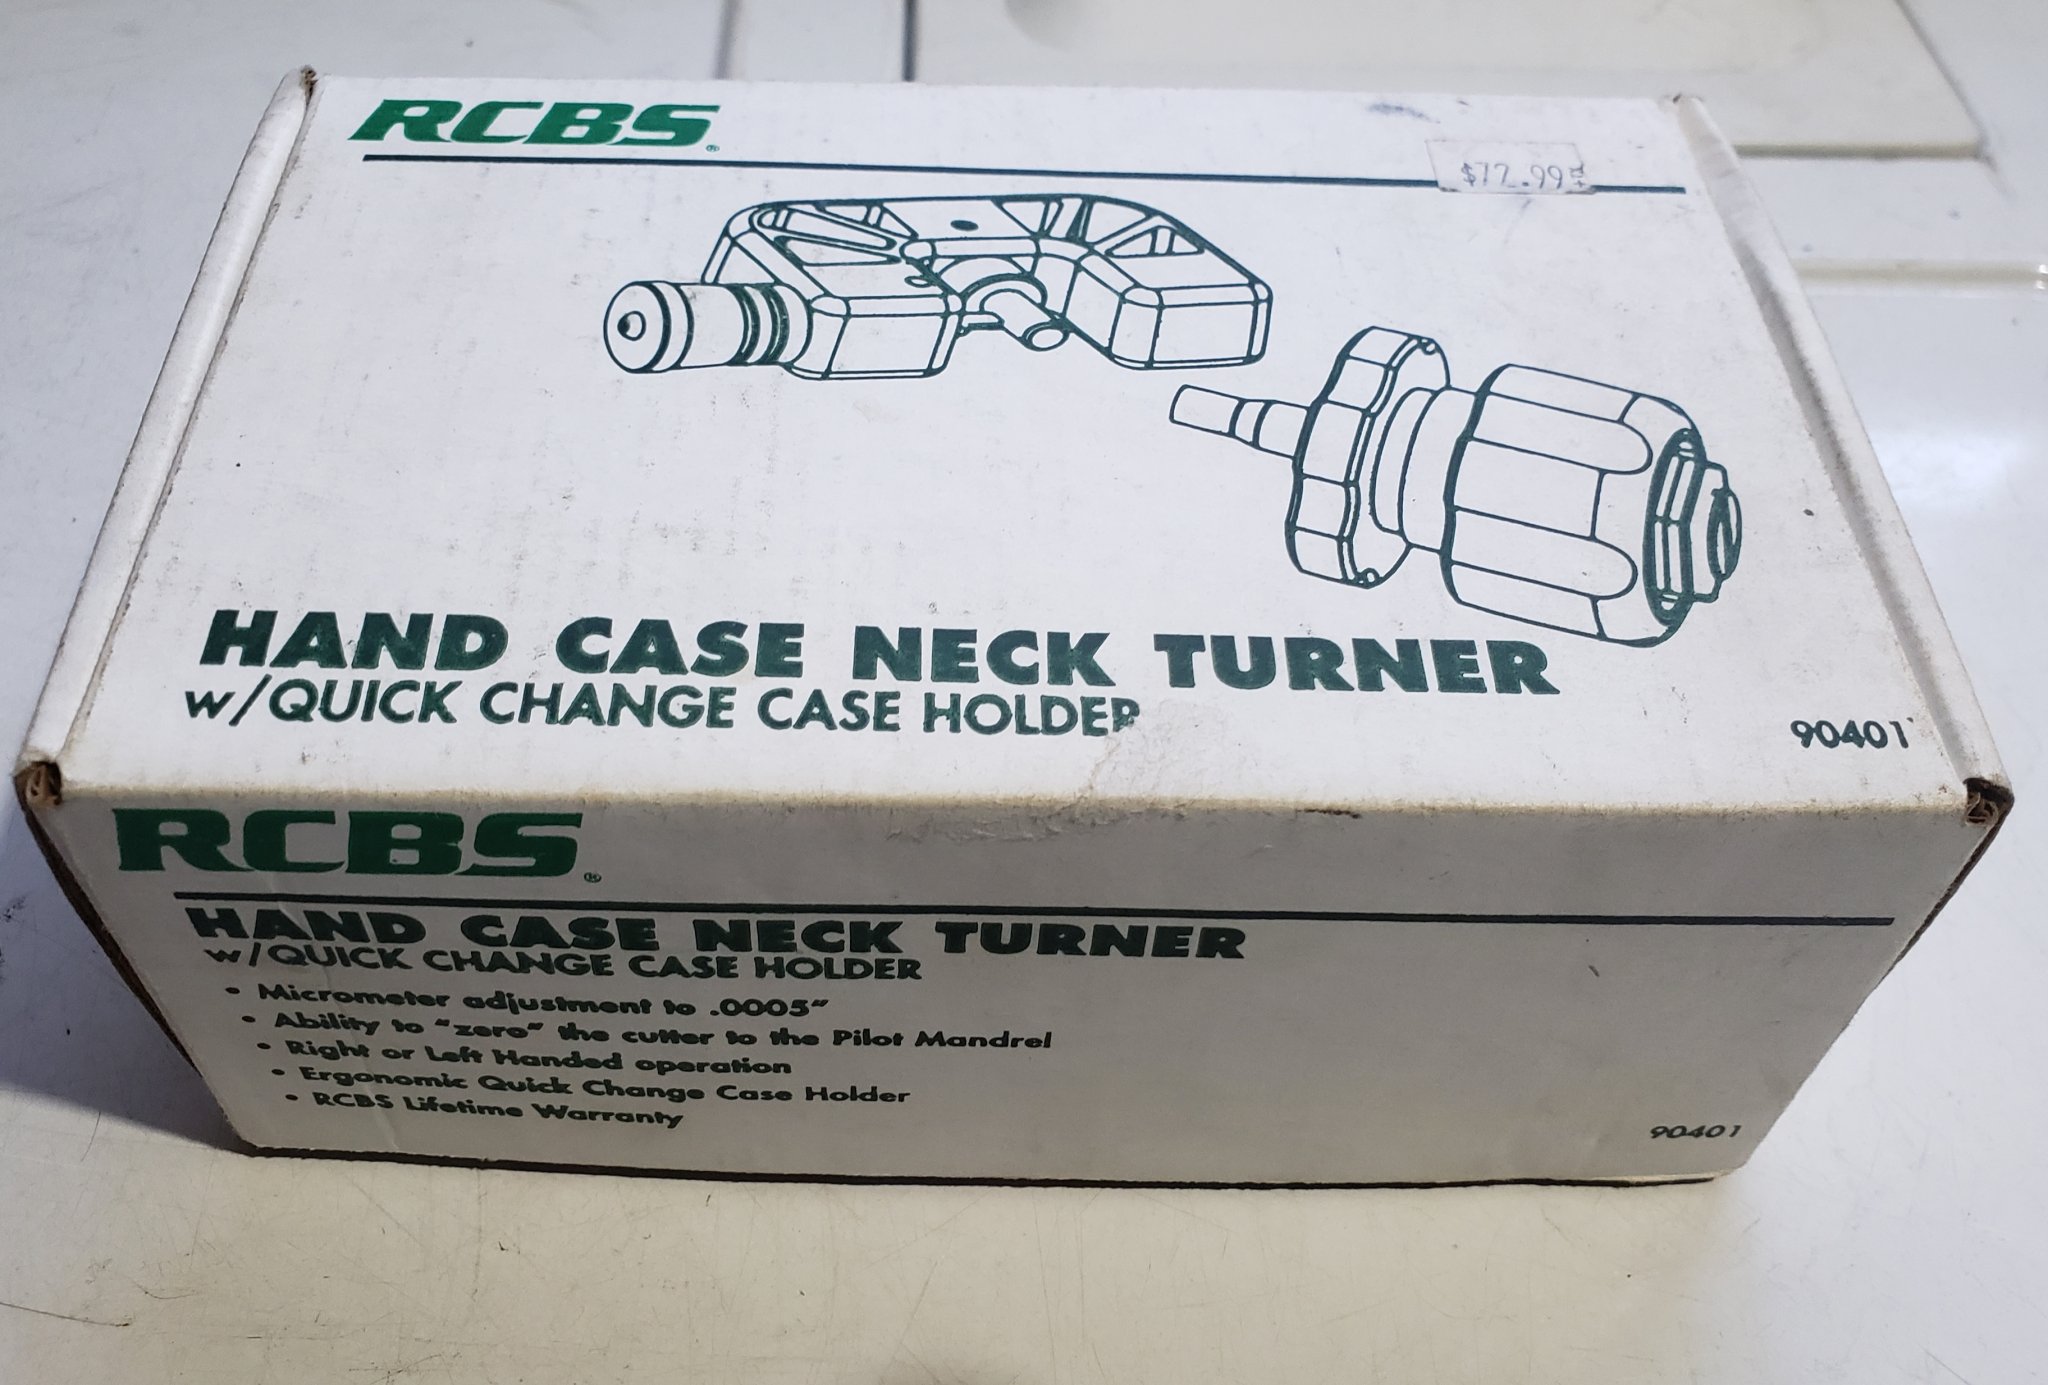 RCBS®
$72.99
HAND CASE NECK TURNER
w/QUICK CHANGE CASE HOLDER
90401
RCBS®
HAND CASE NECK TURNER
w/QUICK CHANGE CASE HOLDER
• Micrometer adjustment to .0005"
• Ability to "zero" the cutter to the Pilot Mandrel
• Right or Left Handed operation
• Ergonomic Quick Change Case Holder
• RCBS Lifetime Warranty
90401